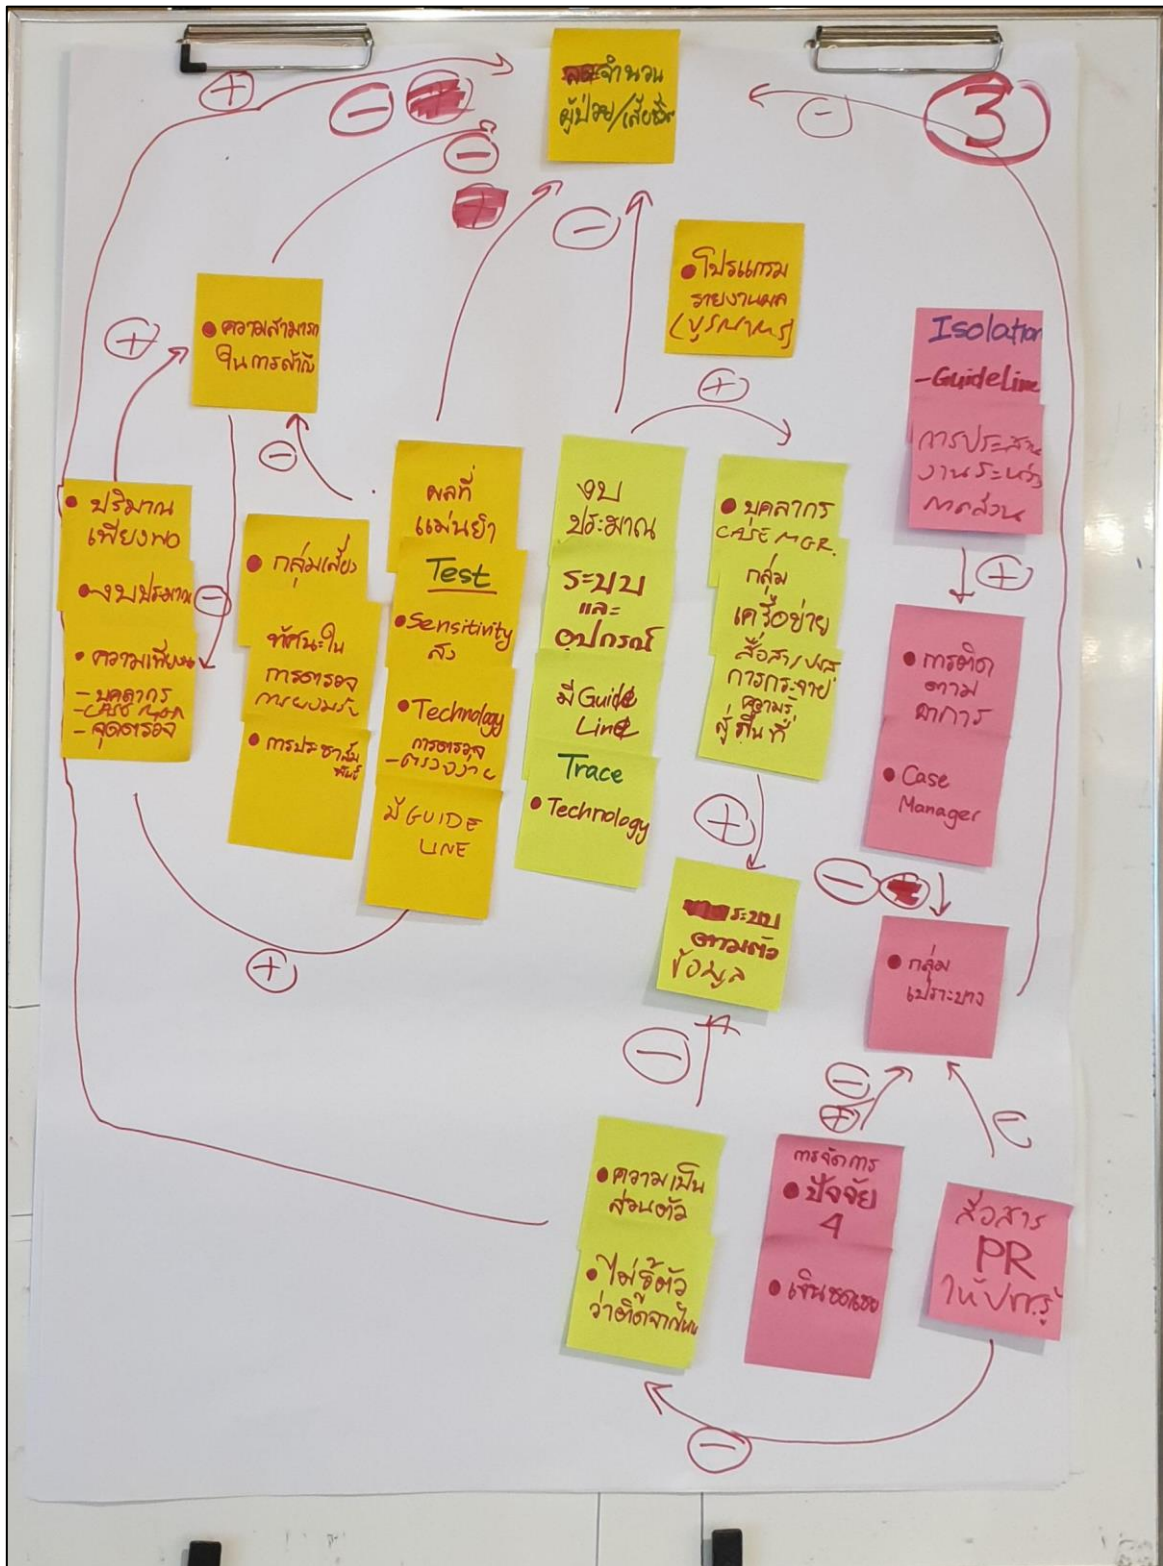 จำนวน
ผู้ป่วย/เสียชีวิต
3
• โปรแกรม
รายงานผล
(บูรณาการ)
• ความสามารถ
ในการเข้าถึง
Isolation
-Guideline
การประสาน
งานระหว่าง
ภาคส่วน
• ปริมาณ
เพียงพอ
• งบประมาณ
• ความเพียงพอ
- บุคลากร
- จุดตรวจ
• กลุ่มเสี่ยง
ทัศนะใน
การตรวจ
การยอมรับ
• การประชาสัม
พันธ์
ผลที่
แม่นยำ
Test
• Sensitivity
สูง
• Technology
การตรวจ
- ตรวจง่าย
มี GUIDE
LINE
งบ
ประมาณ
ระบบ
และ
อุปกรณ์
มี Guide
Line
Trace
• Technology
• บุคลากร
CASE MGR.
กลุ่ม
เครือข่าย
การกระจาย
ความรู้
สู่พื้นที่
• การติด
ตาม
อาการ
• Case
Manager
ระบบ
ตามตัว
ข้อมูล
• กลุ่ม
เปราะบาง
• ความเป็น
ส่วนตัว
• ไม่รู้ตัว
ว่าติดจากไหน
การจัดการ
• ปัจจัย
4
• เงินชดเชย
สื่อสาร
PR
ให้ปชช.รู้